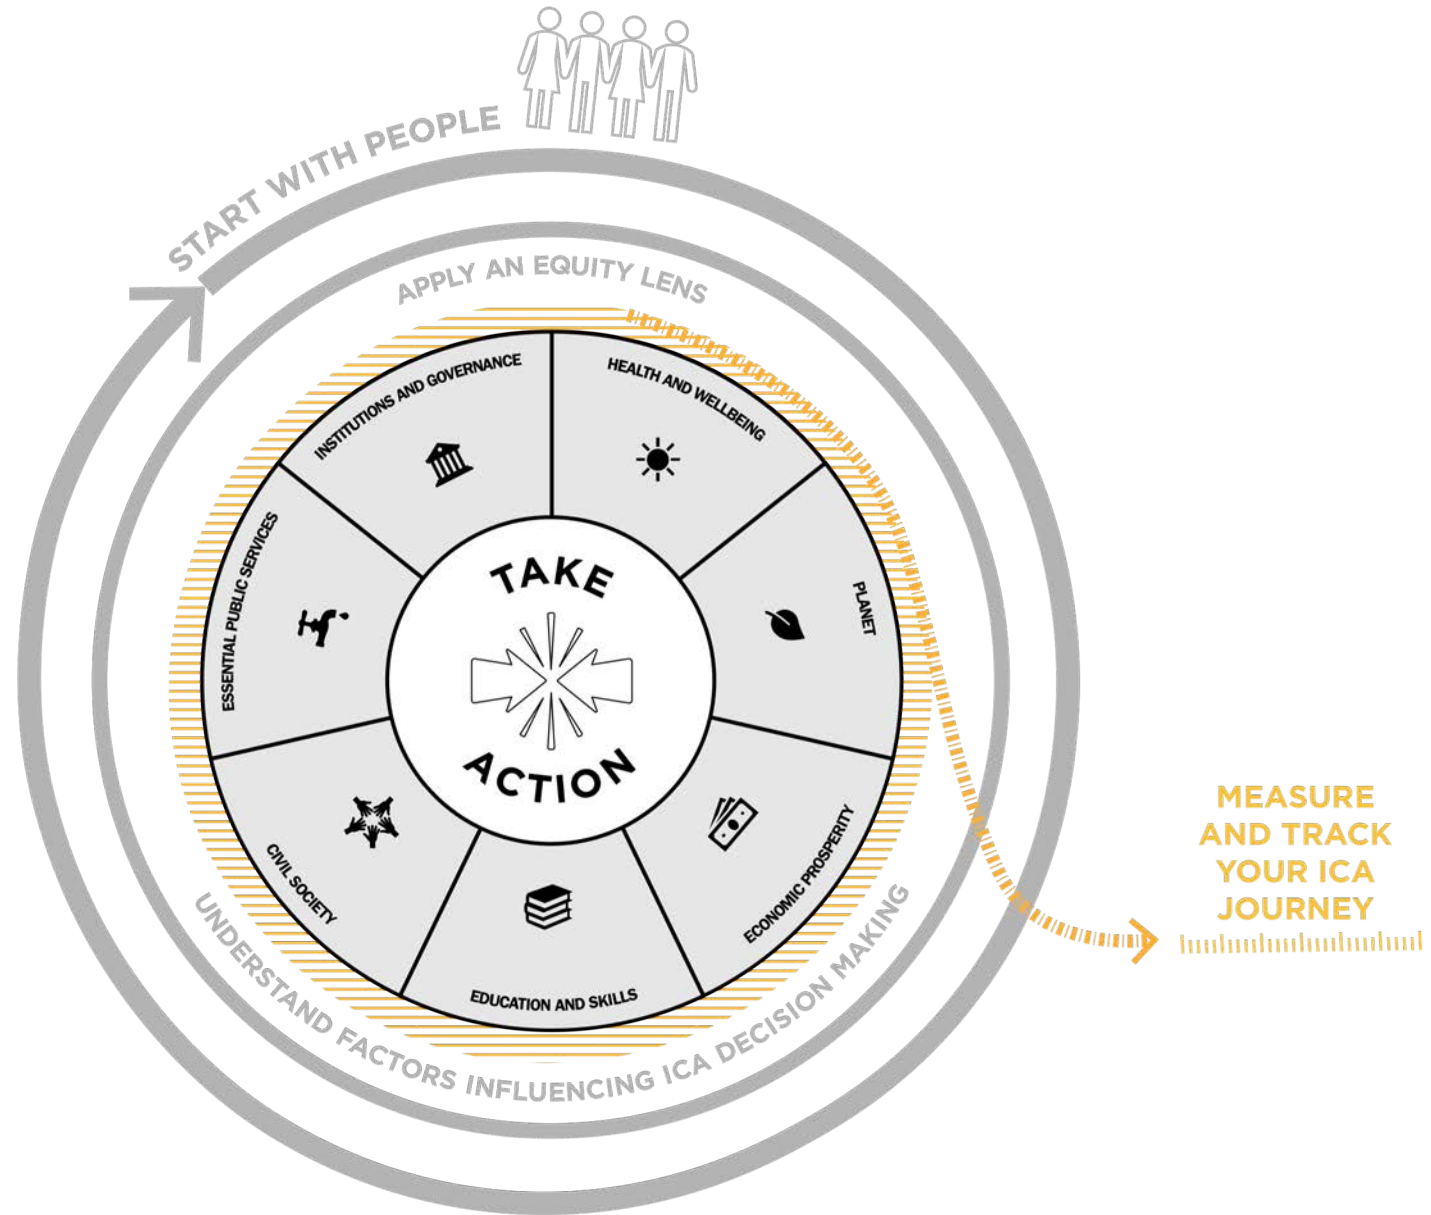 START WITH PEOPLE
APPLY AN EQUITY LENS
INSTITUTIONS AND GOVERNANCE
HEALTH AND WELLBEING
ESSENTIAL PUBLIC SERVICES
PLANET
TAKE
ACTION
CIVIL SOCIETY
ECONOMIC PROSPERITY
EDUCATION AND SKILLS
UNDERSTAND FACTORS INFLUENCING ICA DECISION MAKING
MEASURE
AND TRACK
YOUR ICA
JOURNEY